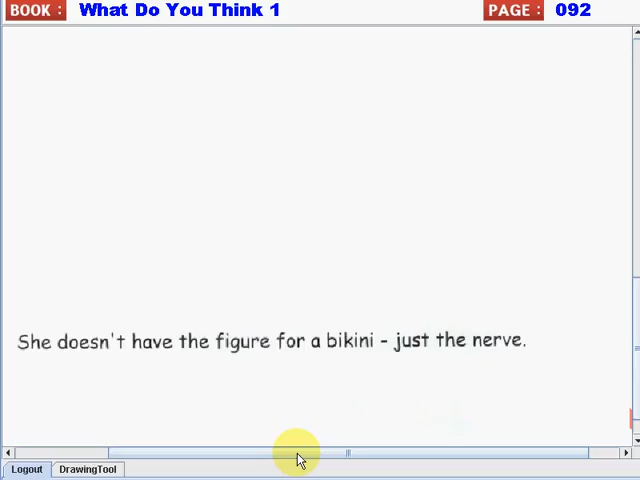 BOOK : What Do You Think 1 PAGE : 092
She doesn't have the figure for a bikini - just the nerve.
Logout DrawingTool